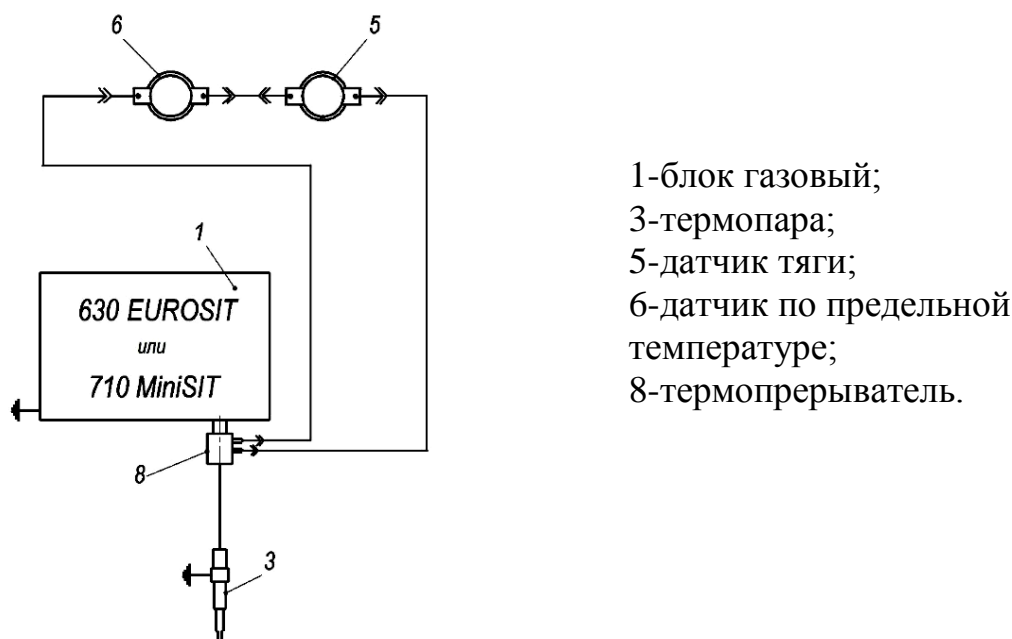 6
5
1
630 EUROSIT
или
710 MiniSIT
8
3
1-блок газовый;
3-термопара;
5-датчик тяги;
6-датчик по предельной
температуре;
8-термопрерыватель.